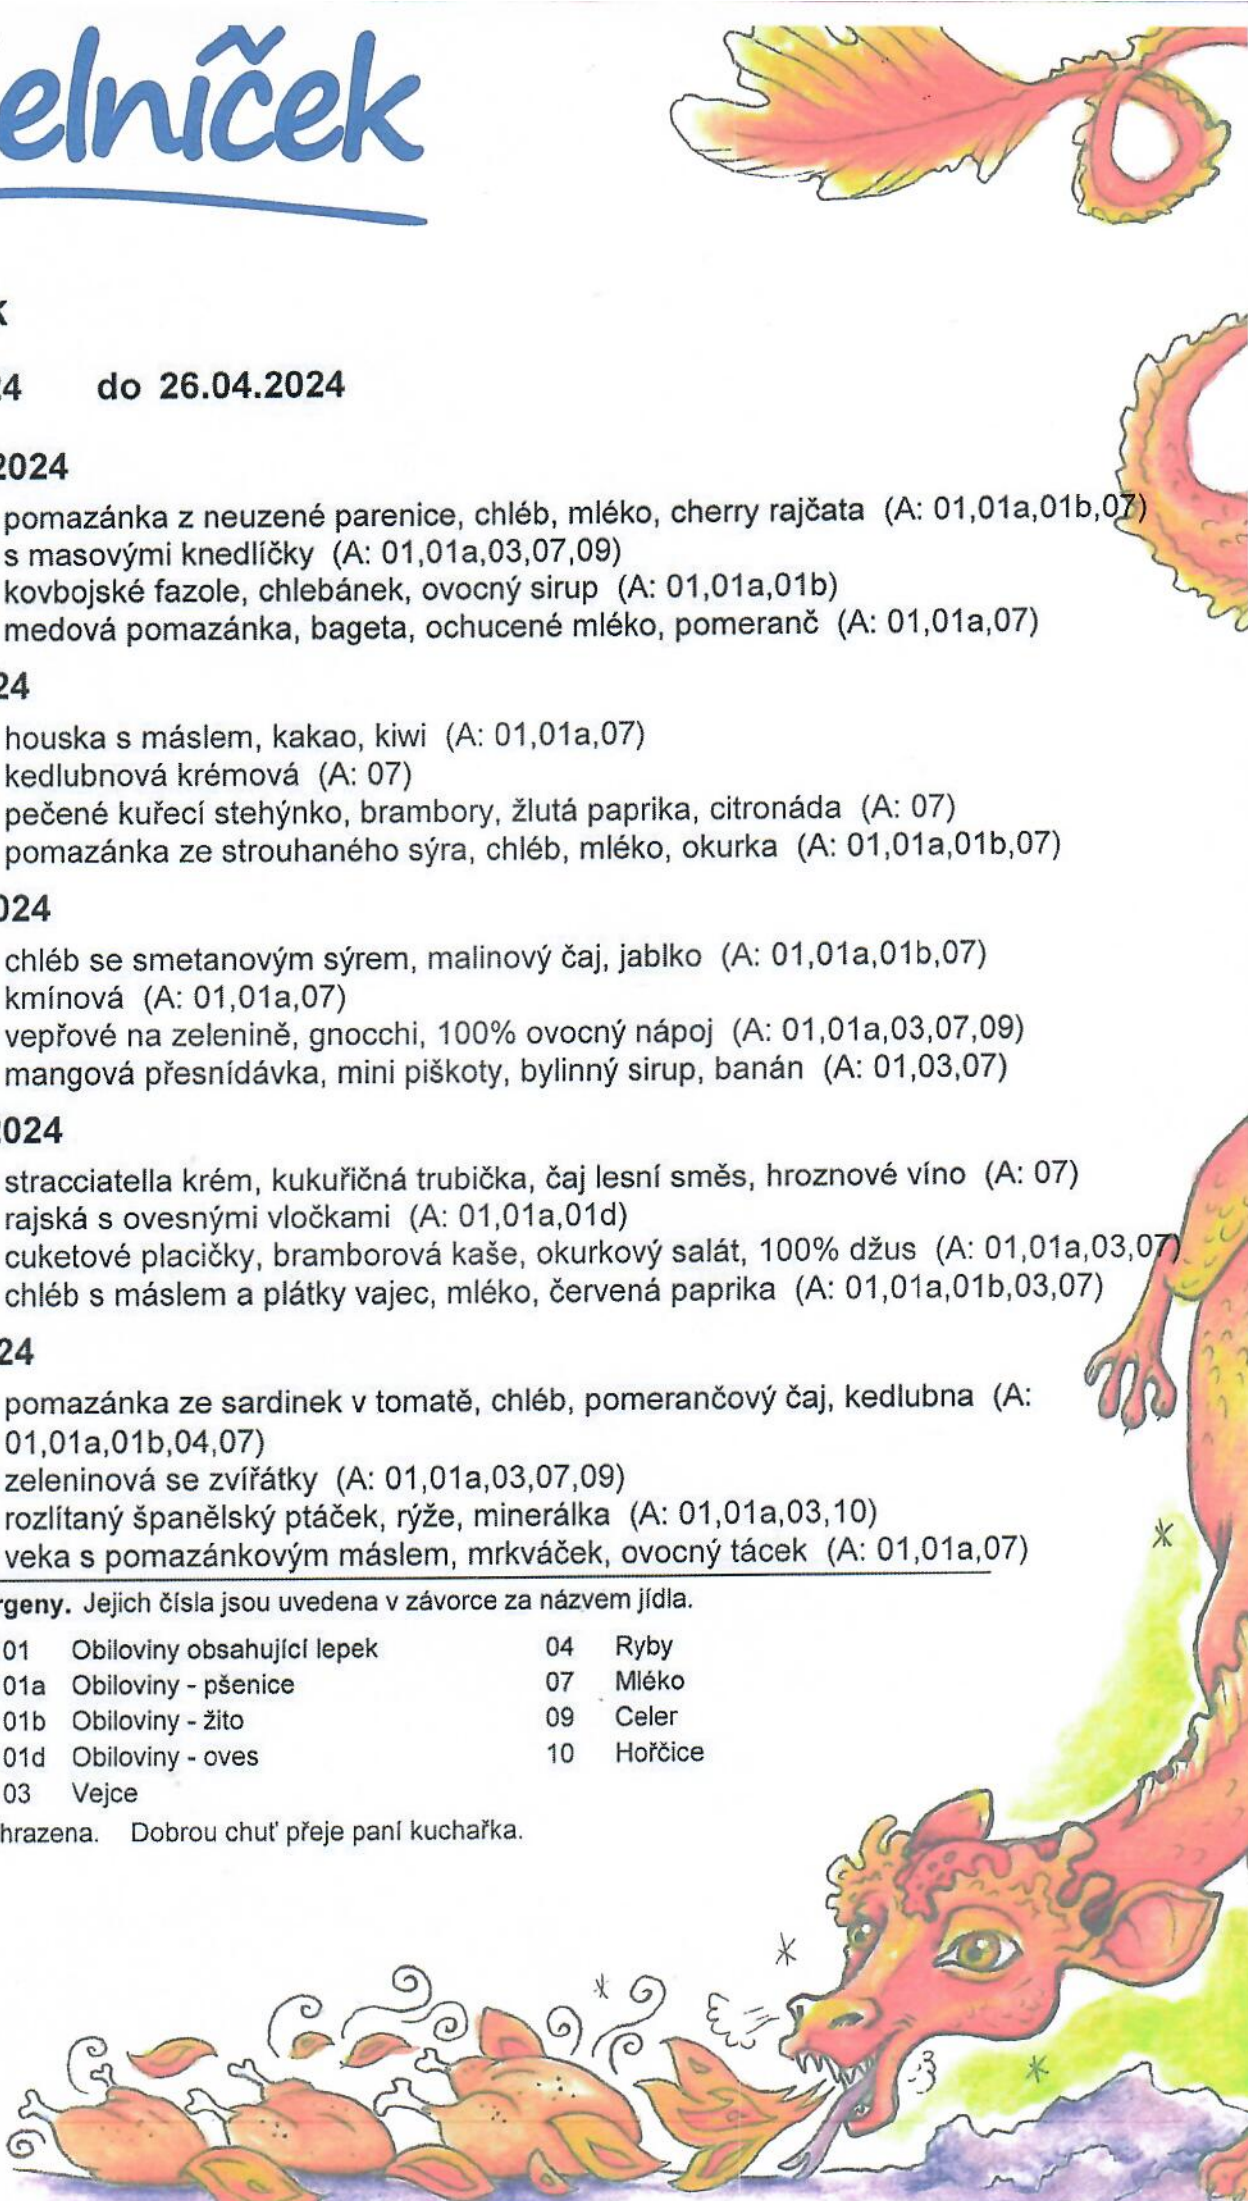 elníček
24 do 26.04.2024
2024
pomazánka z neuzené parenice, chléb, mléko, cherry rajčata (A: 01,01a,01b,07)
s masovými knedlíčky (A: 01,01a,03,07,09)
kovbojské fazole, chlebánek, ovocný sirup (A: 01,01a,01b)
medová pomazánka, bageta, ochucené mléko, pomeranč (A: 01,01a,07)
24
houska s máslem, kakao, kiwi (A: 01,01a,07)
kedlubnová krémová (A: 07)
pečené kuřecí stehýnko, brambory, žlutá paprika, citronáda (A: 07)
pomazánka ze strouhaného sýra, chléb, mléko, okurka (A: 01,01a,01b,07)
024
chléb se smetanovým sýrem, malinový čaj, jablko (A: 01,01a,01b,07)
kmínová (A: 01,01a,07)
vepřové na zelenině, gnocchi, 100% ovocný nápoj (A: 01,01a,03,07,09)
mangová přesnídávka, mini piškoty, bylinný sirup, banán (A: 01,03,07)
2024
stracciatella krém, kukuřičná trubička, čaj lesní směs, hroznové víno (A: 07)
rajská s ovesnými vločkami (A: 01,01a,01d)
cuketové placičky, bramborová kaše, okurkový salát, 100% džus (A: 01,01a,03,07)
chléb s máslem a plátky vajec, mléko, červená paprika (A: 01,01a,01b,03,07)
24
pomazánka ze sardinek v tomatě, chléb, pomerančový čaj, kedlubna (A:
01,01a,01b,04,07)
zeleninová se zvířátky (A: 01,01a,03,07,09)
rozlítaný španělský ptáček, rýže, minerálka (A: 01,01a,03,10)
veka s pomazánkovým máslem, mrkváček, ovocný tácek (A: 01,01a,07)
rgeny. Jejich čísla jsou uvedena v závorce za názvem jídla.
01 Obiloviny obsahující lepek 04 Ryby
01a Obiloviny - pšenice 07 Mléko
01b Obiloviny - žito 09 Celer
01d Obiloviny - oves 10 Hořčice
03 Vejce
hrazena. Dobrou chuť přeje paní kuchařka.